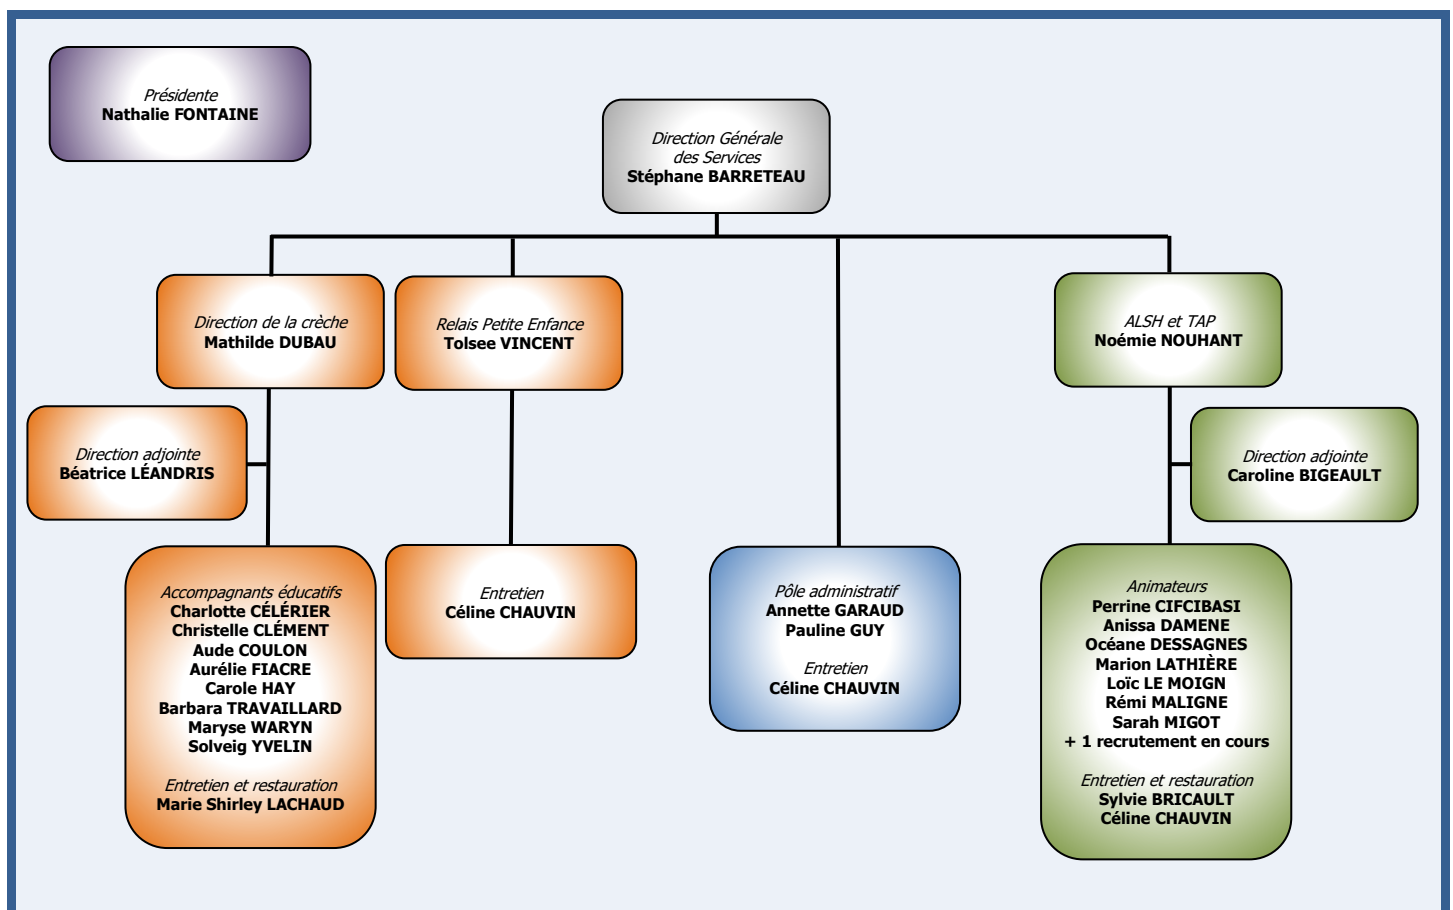 Présidente
Nathalie FONTAINE
Direction Générale
des Services
Stéphane BARRETEAU
Direction de la crèche
Mathilde DUBAU
Relais Petite Enfance
Tolsee VINCENT
ALSH et TAP
Noémie NOUHANT
Direction adjointe
Béatrice LÉANDRIS
Direction adjointe
Caroline BIGEAULT
Accompagnants éducatifs
Charlotte CÉLÉRIER
Christelle CLÉMENT
Aude COULON
Aurélie FIACRE
Carole HAY
Barbara TRAVAILLARD
Maryse WARYN
Solveig YVELIN
Entretien et restauration
Marie Shirley LACHAUD
Entretien
Céline CHAUVIN
Pôle administratif
Annette GARAUD
Pauline GUY
Entretien
Céline CHAUVIN
Animateurs
Perrine CIFCIBASI
Anissa DAMENE
Océane DESSAGNES
Marion LATHIÈRE
Loïc LE MOIGN
Rémi MALIGNE
Sarah MIGOT
+ 1 recrutement en cours
Entretien et restauration
Sylvie BRICAULT
Céline CHAUVIN